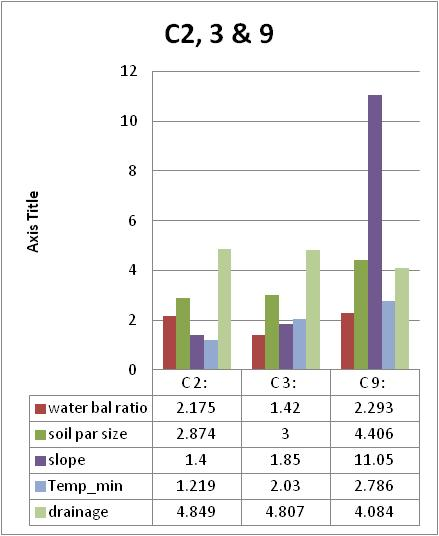 C2, 3 & 9
Axis Title
12
10
8
6
4
2
0
C 2: C 3: C 9:
water bal ratio 2.175 1.42 2.293
soil par size 2.874 3 4.406
slope 1.4 1.85 11.05
Temp_min 1.219 2.03 2.786
drainage 4.849 4.807 4.084